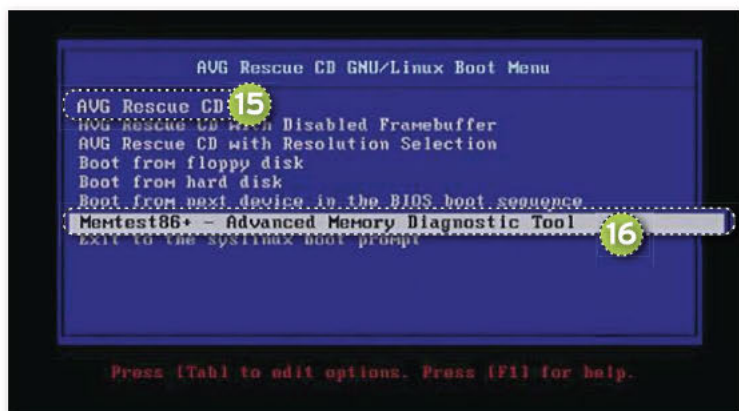 AVG Rescue CD GNU/Linux Boot Menu
AVG Rescue CD 15
AVG Rescue CD with Disabled Framebuffer
AVG Rescue CD with Resolution Selection
Boot from floppy disk
Boot from hard disk
Boot from next device in the BIOS boot sequence
Memtest86+ - Advanced Memory Diagnostic Tool 16
Exit to the syslinux boot prompt
Press [Tab] to edit options. Press [F1] for help.